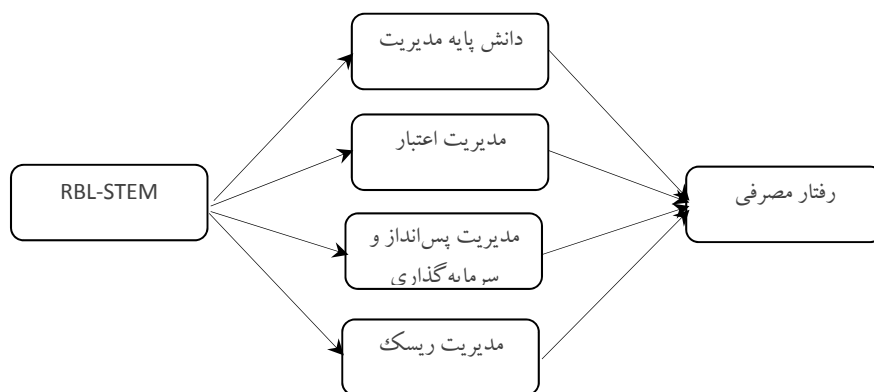 دانش پایه مدیریت
مدیریت اعتبار
RBL-STEM
رفتار مصرفی
مدیریت پس‌انداز و
سرمایه‌گذاری
مدیریت ریسک